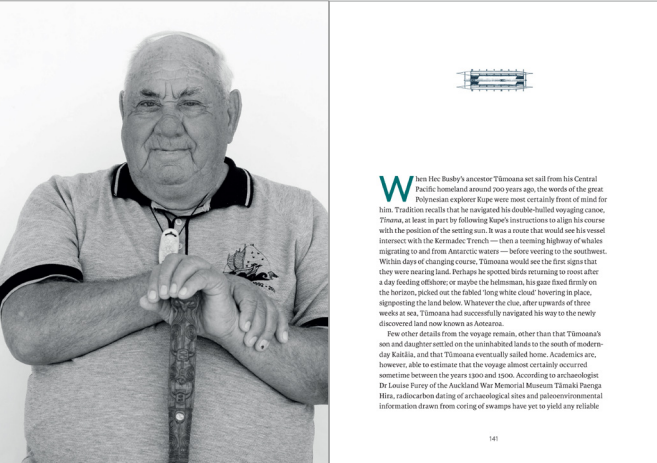 When Hec Busby's ancestor Tūmoana set sail from his Central
Pacific homeland around 700 years ago, the words of the great
Polynesian explorer Kupe were most certainly front of mind for
him. Tradition recalls that he navigated his double-hulled voyaging canoe,
Tinana, at least in part by following Kupe's instructions to align his course
with the position of the setting sun. It was a route that would see his vessel
intersect with the Kermadec Trench — then a teeming highway of whales
migrating to and from Antarctic waters — before veering to the southwest.
Within days of changing course, Tūmoana would see the first signs that
they were nearing land. Perhaps he spotted birds returning to roost after
a day feeding offshore; or maybe the helmsman, his gaze fixed firmly on
the horizon, picked out the fabled 'long white cloud' hovering in place,
signposting the land below. Whatever the clue, after upwards of three
weeks at sea, Tūmoana had successfully navigated his way to the newly
discovered land now known as Aotearoa.
Few other details from the voyage remain, other than that Tūmoana's
son and daughter settled on the uninhabited lands to the south of modern-
day Kaitāia, and that Tūmoana eventually sailed home. Academics are,
however, able to estimate that the voyage almost certainly occurred
sometime between the years 1300 and 1500. According to archaeologist
Dr Louise Furey of the Auckland War Memorial Museum Tāmaki Paenga
Hira, radiocarbon dating of archaeological sites and paleoenvironmental
information drawn from coring of swamps have yet to yield any reliable
141